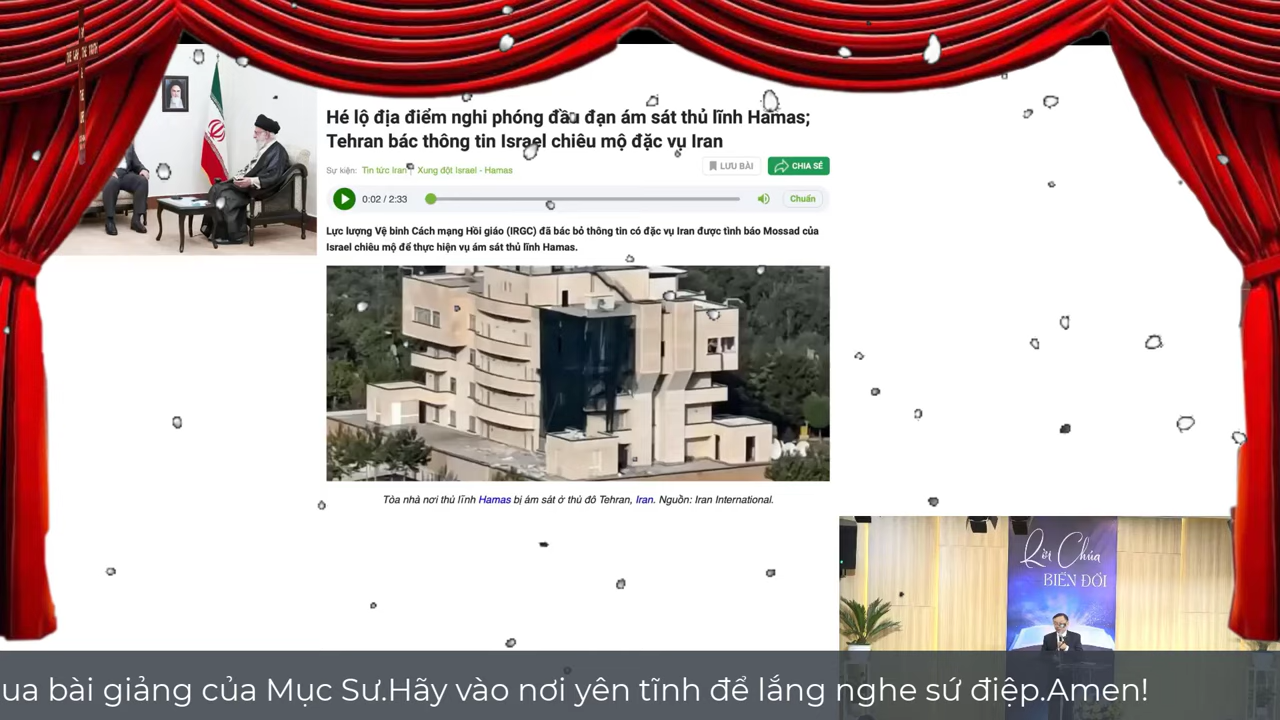 THE LAW THE TRUTH
Hé lộ địa điểm nghi phóng đầu đạn ám sát thủ lĩnh Hamas;
Tehran bác thông tin Israel chiêu mộ đặc vụ Iran
Sự kiện: Tin tức Iran Xung đột Israel - Hamas
LƯU BÀI
CHIA SẺ
0:02 / 2:33
Chuẩn
Lực lượng Vệ binh Cách mạng Hồi giáo (IRGC) đã bác bỏ thông tin có đặc vụ Iran được tình báo Mossad của
Israel chiêu mộ để thực hiện vụ ám sát thủ lĩnh Hamas.
Tòa nhà nơi thủ lĩnh Hamas bị ám sát ở thủ đô Tehran, Iran. Nguồn: Iran International.
Lời Chúa
BIẾN ĐỔI
ua bài giảng của Mục Sư.Hãy vào nơi yên tĩnh để lắng nghe sứ điệp.Amen!